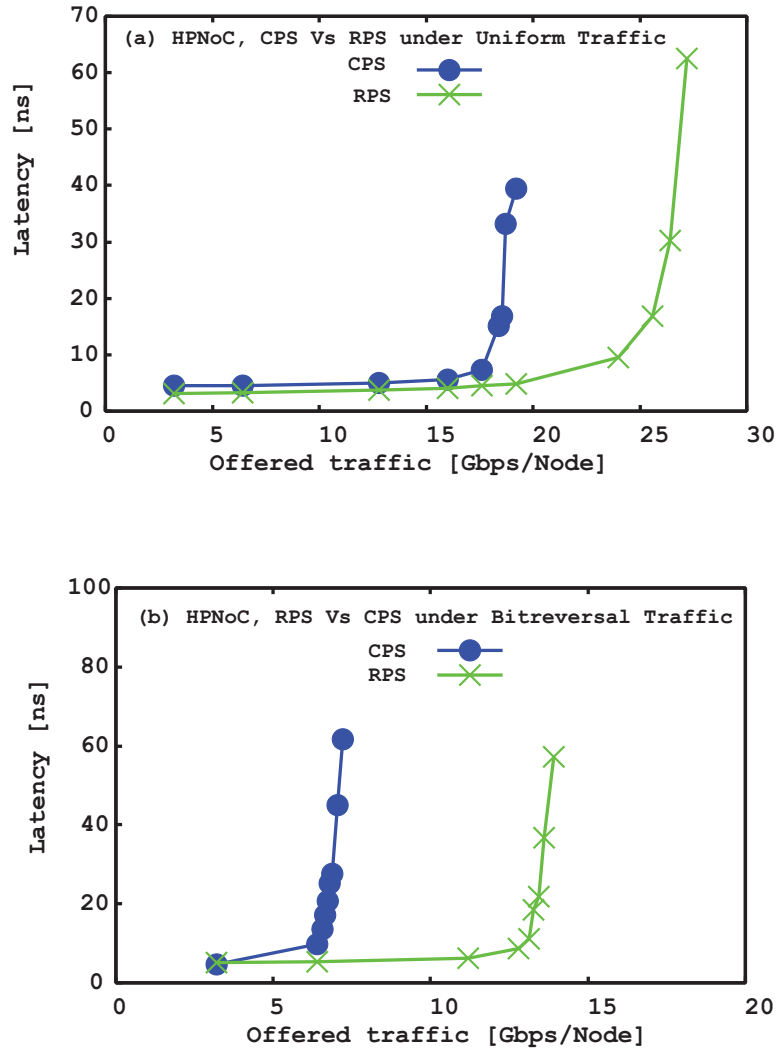 70
(a) HPNoC, CPS Vs RPS under Uniform Traffic
CPS
RPS
60
50
40
30
20
10
0
Latency [ns]
0 5 10 15 20 25 30
Offered traffic [Gbps/Node]
100
(b) HPNoC, RPS Vs CPS under Bitreversal Traffic
CPS
RPS
80
60
40
20
0
Latency [ns]
0 5 10 15 20
Offered traffic [Gbps/Node]